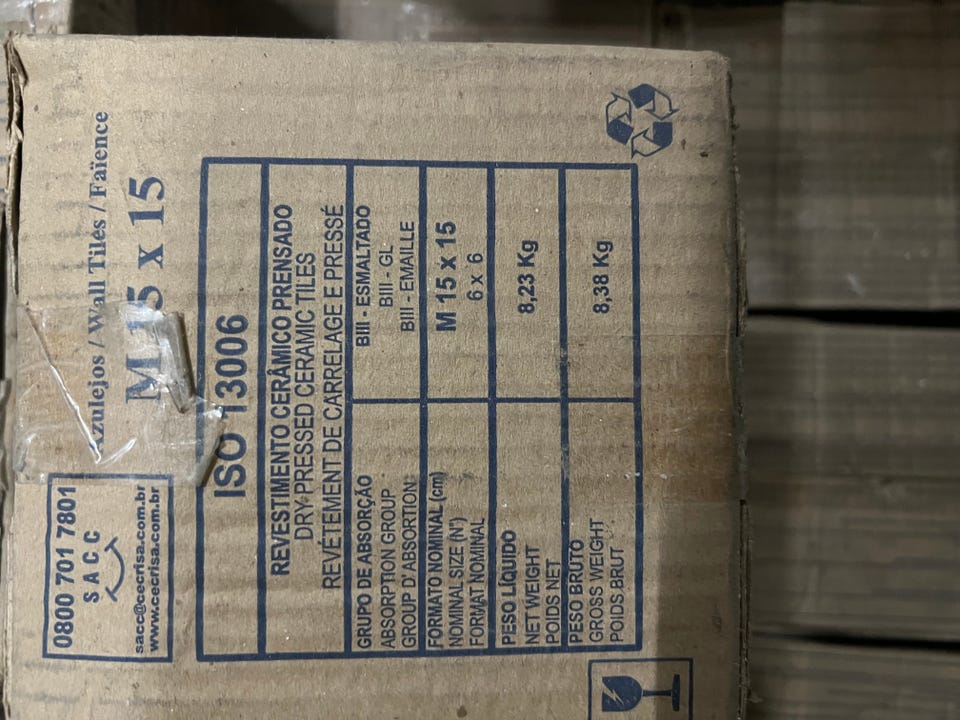 0800 701 7801
SACC
sacc@cecrisa.com.br
www.cecrisa.com.br
Azulejos / Wall Tiles / Faïence
M 15 x 15
ISO 13006
REVESTIMENTO CERÂMICO PRENSADO
DRY-PRESSED CERAMIC TILES
REVÉTEMENT DE CARRELAGE E PRESSÉ
GRUPO DE ABSORÇÃO
ABSORPTION GROUP
GROUP D' ABSORTION:
BIII - ESMALTADO
BIII - GL
BIII - EMAILLE
FORMATO NOMINAL (cm)
NOMINAL SIZE (N")
FORMAT NOMINAL
M 15 x 15
6 x 6
PESO LÍQUIDO
NET WEIGHT
POIDS NET
8,23 Kg
PESO BRUTO
GROSS WEIGHT
POIDS BRUT
8,38 Kg